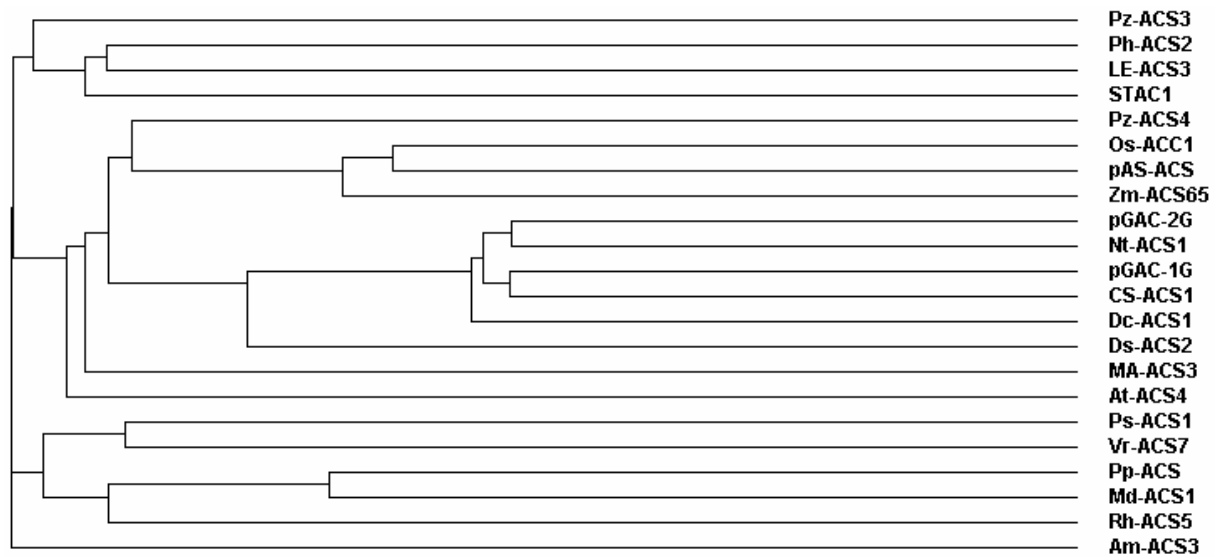 Pz-ACS3
Ph-ACS2
LE-ACS3
STAC1
Pz-ACS4
Os-ACC1
pAS-ACS
Zm-ACS65
pGAC-2G
Nt-ACS1
pGAC-1G
CS-ACS1
Dc-ACS1
Ds-ACS2
MA-ACS3
At-ACS4
Ps-ACS1
Vr-ACS7
Pp-ACS
Md-ACS1
Rh-ACS5
Am-ACS3